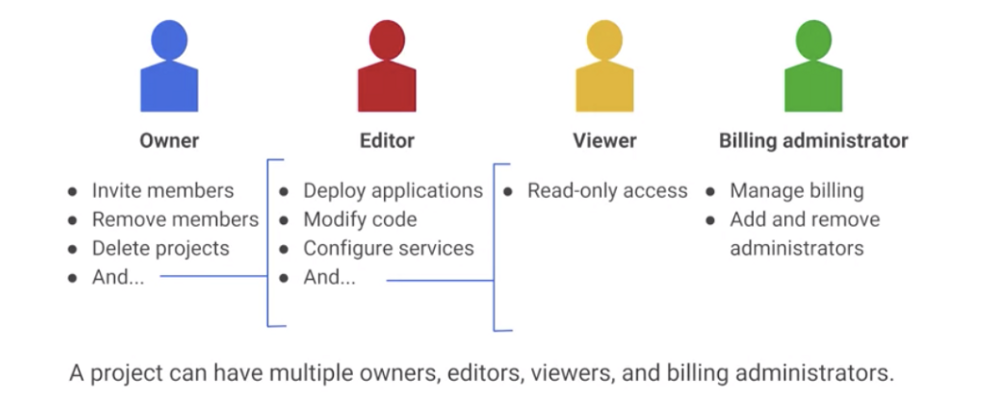 Owner
Editor
Viewer
Billing administrator
• Invite members
• Remove members
• Delete projects
• And...
• Deploy applications
• Modify code
• Configure services
• And...
• Read-only access
• Manage billing
• Add and remove
administrators
A project can have multiple owners, editors, viewers, and billing administrators.